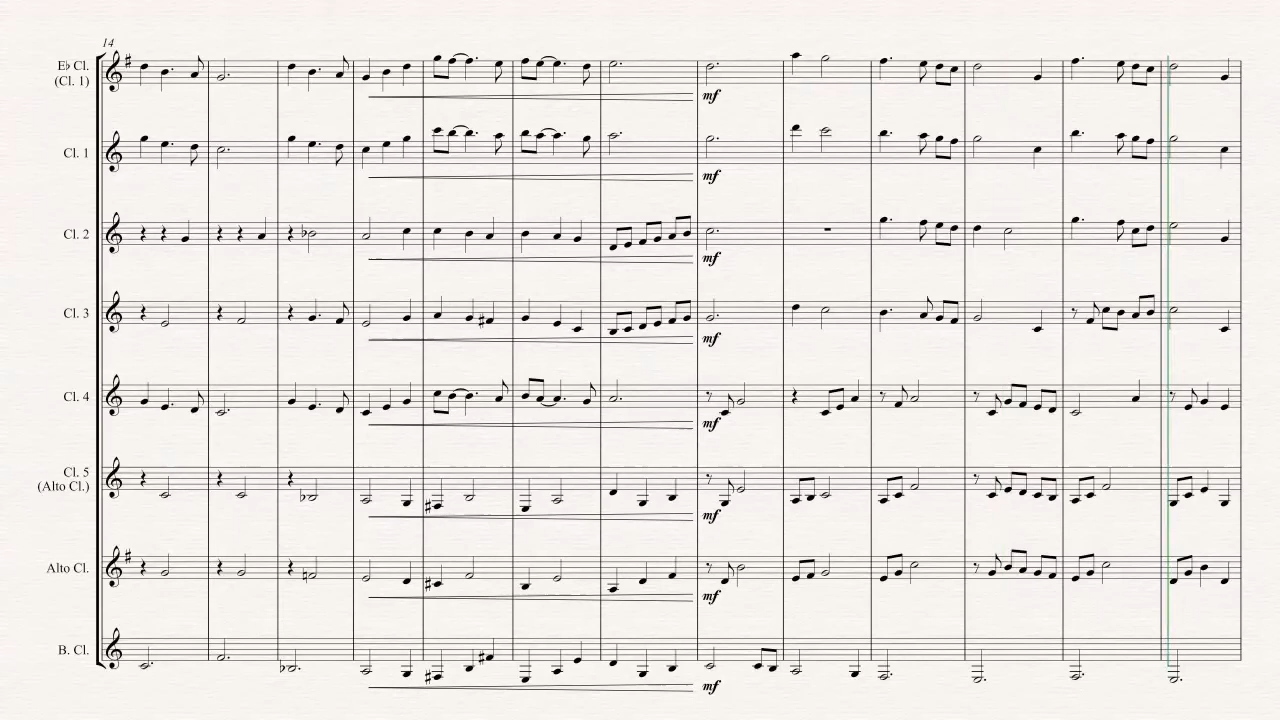 14
E♭ Cl.
(Cl. 1)
mf
Cl. 1
mf
Cl. 2
mf
Cl. 3
mf
Cl. 4
mf
Cl. 5
(Alto Cl.)
mf
Alto Cl.
mf
B. Cl.
mf